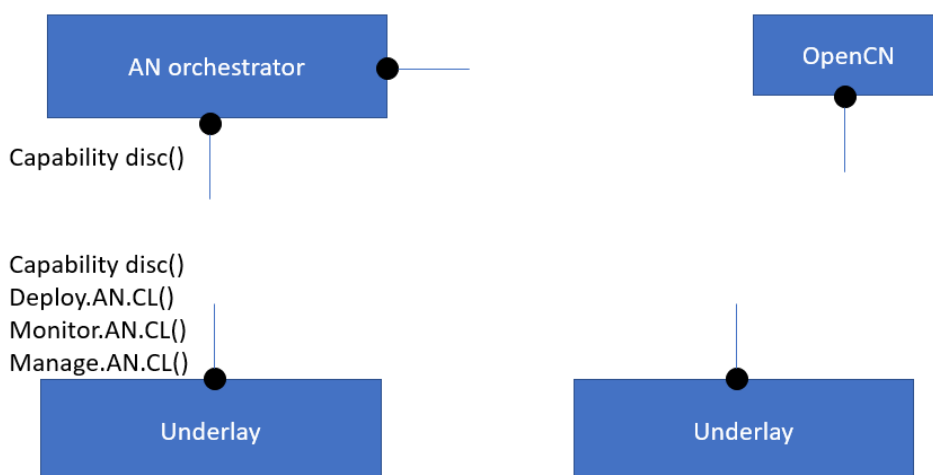 AN orchestrator
OpenCN
Capability disc()
Capability disc()
Deploy.AN.CL()
Monitor.AN.CL()
Manage.AN.CL()
Underlay
Underlay